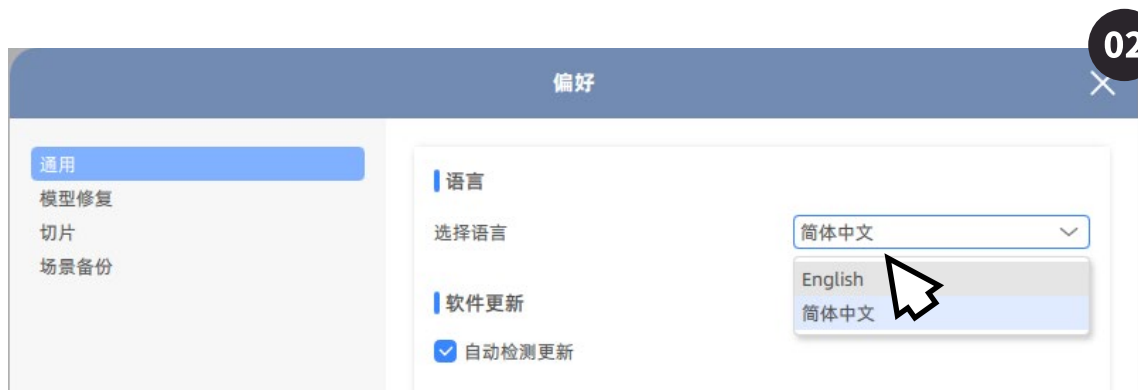 02
偏好
通用
模型修复
切片
场景备份
语言
选择语言
简体中文
English
简体中文
软件更新
自动检测更新